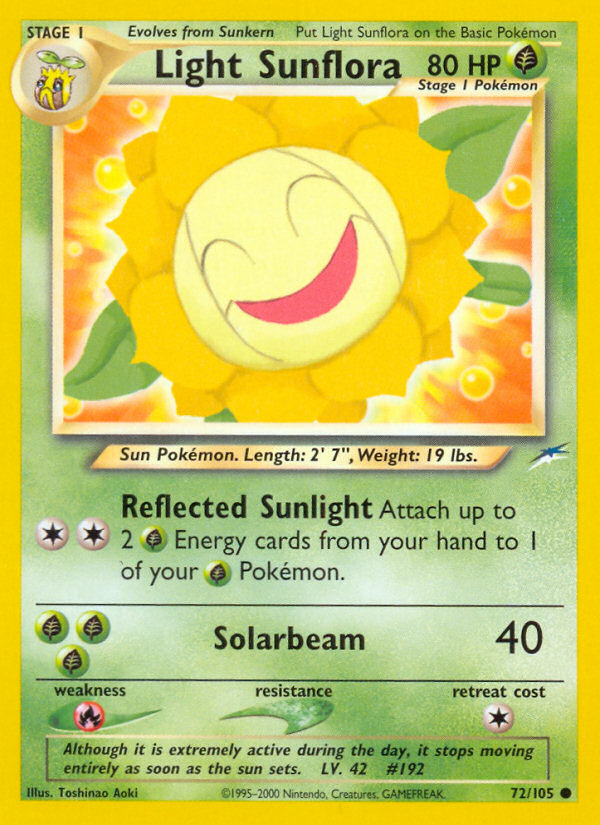 STAGE 1 Evolves from Sunkern Put Light Sunflora on the Basic Pokémon
Light Sunflora 80 HP
Stage 1 Pokémon
Sun Pokémon. Length: 2' 7", Weight: 19 lbs.
Reflected Sunlight Attach up to
2 Energy cards from your hand to 1
of your Pokémon.
Solarbeam 40
weakness resistance retreat cost
Although it is extremely active during the day, it stops moving
entirely as soon as the sun sets. LV. 42 #192
Illus. Toshinao Aoki ©1995-2000 Nintendo, Creatures, GAMEFREAK. 72/105